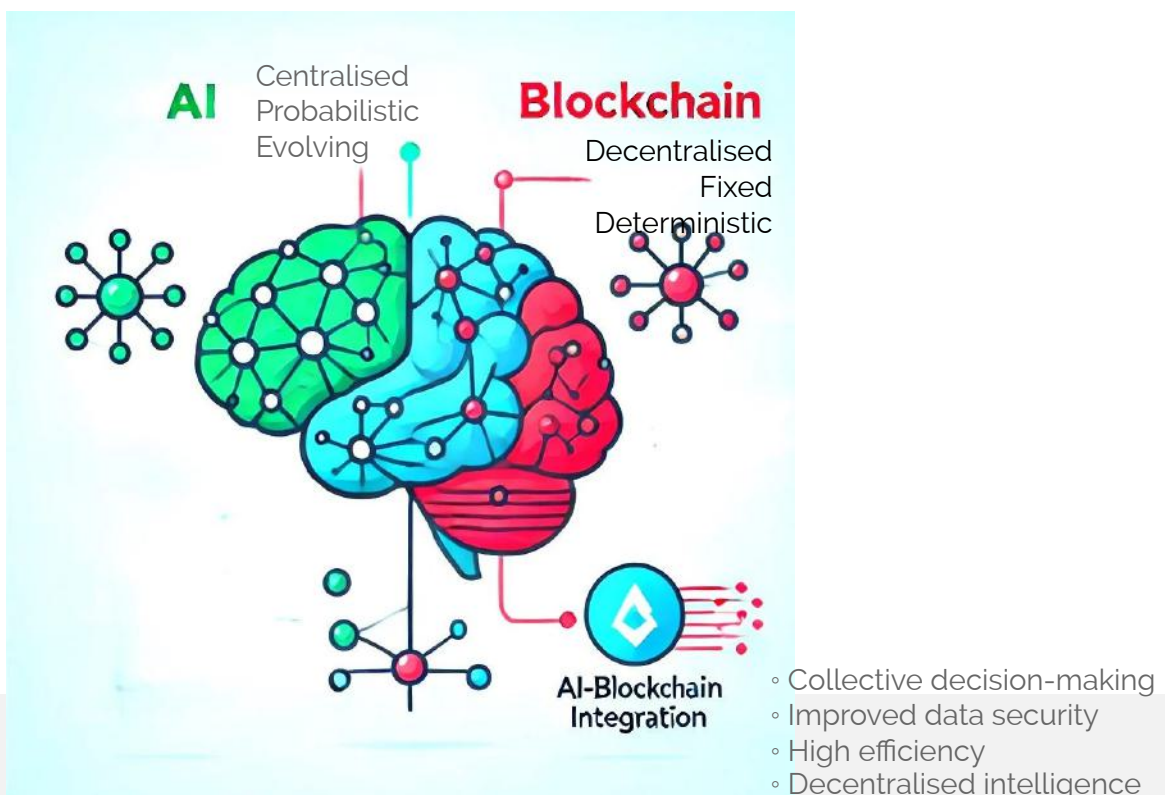 AI
Centralised
Probabilistic
Evolving
Blockchain
Decentralised
Fixed
Deterministic
AI-Blockchain
Integration
◦ Collective decision-making
◦ Improved data security
◦ High efficiency
◦ Decentralised intelligence